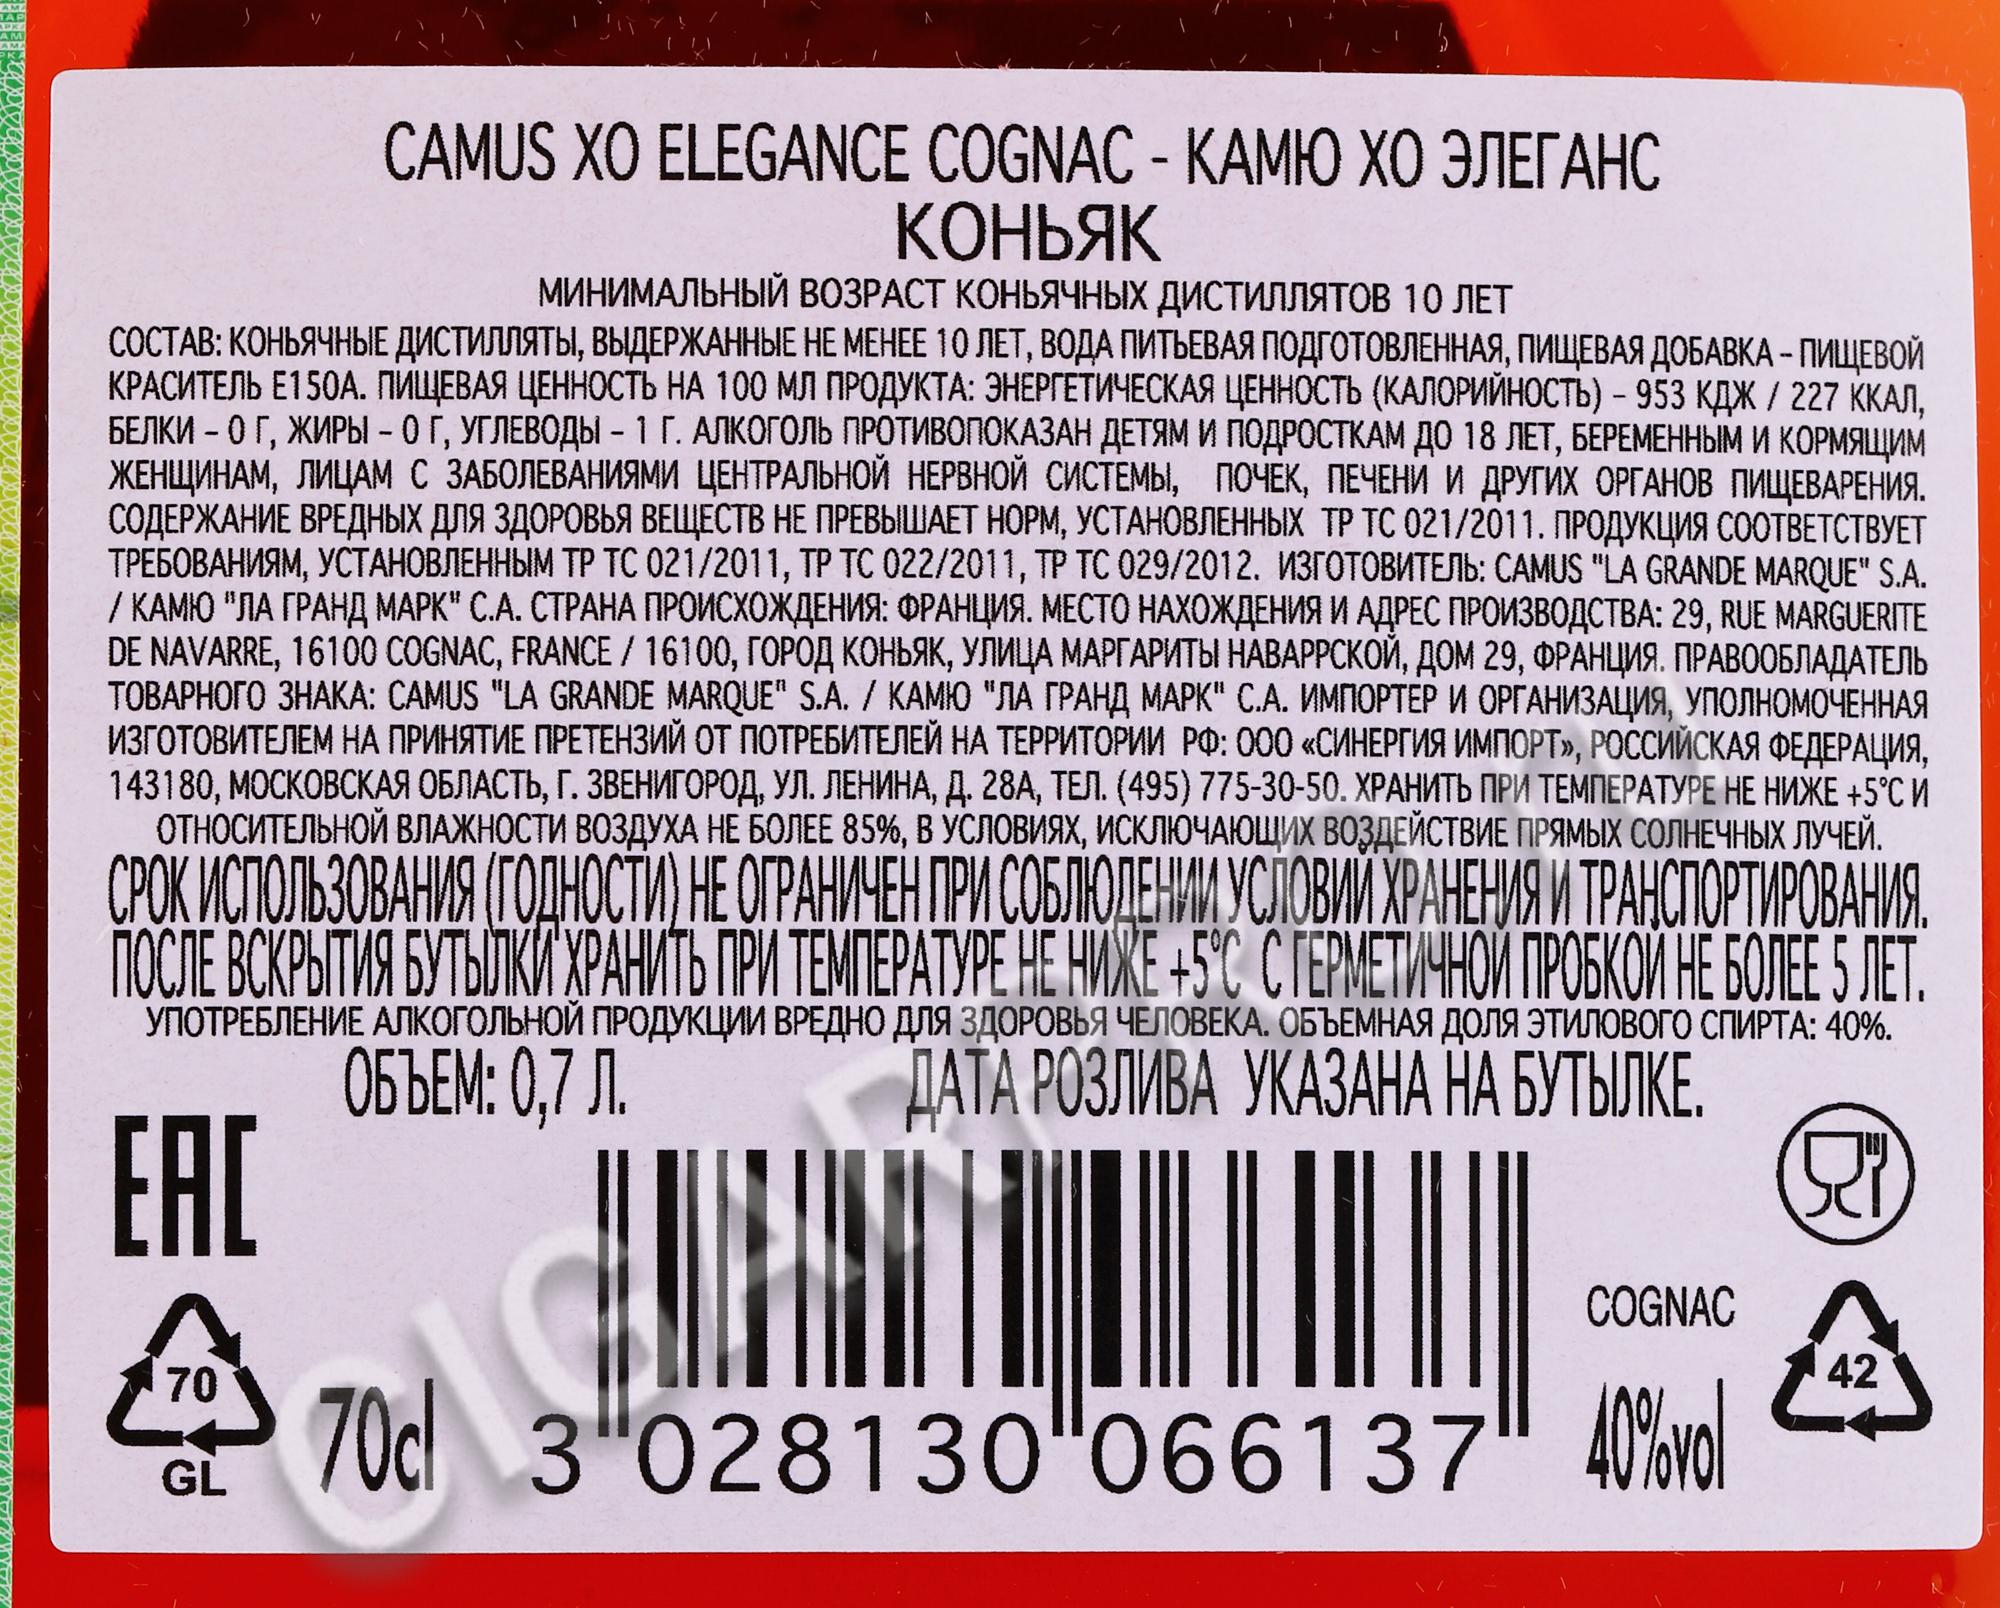 CAMUS XO ELEGANCE COGNAC - КАМЮ ХО ЭЛЕГАНС
КОНЬЯК
МИНИМАЛЬНЫЙ ВОЗРАСТ КОНЬЯЧНЫХ ДИСТИЛЛЯТОВ 10 ЛЕТ
СОСТАВ: КОНЬЯЧНЫЕ ДИСТИЛЛЯТЫ, ВЫДЕРЖАННЫЕ НЕ МЕНЕЕ 10 ЛЕТ, ВОДА ПИТЬЕВАЯ ПОДГОТОВЛЕННАЯ, ПИЩЕВАЯ ДОБАВКА – ПИЩЕВОЙ
КРАСИТЕЛЬ Е150А. ПИЩЕВАЯ ЦЕННОСТЬ НА 100 МЛ ПРОДУКТА: ЭНЕРГЕТИЧЕСКАЯ ЦЕННОСТЬ (КАЛОРИЙНОСТЬ) – 953 КДЖ / 227 ККАЛ,
БЕЛКИ – 0 Г, ЖИРЫ – 0 Г, УГЛЕВОДЫ – 1 Г. АЛКОГОЛЬ ПРОТИВОПОКАЗАН ДЕТЯМ И ПОДРОСТКАМ ДО 18 ЛЕТ, БЕРЕМЕННЫМ И КОРМЯЩИМ
ЖЕНЩИНАМ, ЛИЦАМ С ЗАБОЛЕВАНИЯМИ ЦЕНТРАЛЬНОЙ НЕРВНОЙ СИСТЕМЫ, ПОЧЕК, ПЕЧЕНИ И ДРУГИХ ОРГАНОВ ПИЩЕВАРЕНИЯ.
СОДЕРЖАНИЕ ВРЕДНЫХ ДЛЯ ЗДОРОВЬЯ ВЕЩЕСТВ НЕ ПРЕВЫШАЕТ НОРМ, УСТАНОВЛЕННЫХ ТР ТС 021/2011. ПРОДУКЦИЯ СООТВЕТСТВУЕТ
ТРЕБОВАНИЯМ, УСТАНОВЛЕННЫМ ТР ТС 021/2011, ТР ТС 022/2011, ТР ТС 029/2012. ИЗГОТОВИТЕЛЬ: CAMUS "LA GRANDE MARQUE" S.A.
/ КАМЮ "ЛА ГРАНД МАРК" С.А. СТРАНА ПРОИСХОЖДЕНИЯ: ФРАНЦИЯ. МЕСТО НАХОЖДЕНИЯ И АДРЕС ПРОИЗВОДСТВА: 29, RUE MARGUERITE
DE NAVARRE, 16100 COGNAC, FRANCE / 16100, ГОРОД КОНЬЯК, УЛИЦА МАРГАРИТЫ НАВАРРСКОЙ, ДОМ 29, ФРАНЦИЯ. ПРАВООБЛАДАТЕЛЬ
ТОВАРНОГО ЗНАКА: CAMUS "LA GRANDE MARQUE" S.A. / КАМЮ "ЛА ГРАНД МАРК" С.А. ИМПОРТЕР И ОРГАНИЗАЦИЯ, УПОЛНОМОЧЕННАЯ
ИЗГОТОВИТЕЛЕМ НА ПРИНЯТИЕ ПРЕТЕНЗИЙ ОТ ПОТРЕБИТЕЛЕЙ НА ТЕРРИТОРИИ РФ: ООО «СИНЕРГИЯ ИМПОРТ», РОССИЙСКАЯ ФЕДЕРАЦИЯ,
143180, МОСКОВСКАЯ ОБЛАСТЬ, Г. ЗВЕНИГОРОД, УЛ. ЛЕНИНА, Д. 28А, ТЕЛ. (495) 775-30-50. ХРАНИТЬ ПРИ ТЕМПЕРАТУРЕ НЕ НИЖЕ +5°С И
ОТНОСИТЕЛЬНОЙ ВЛАЖНОСТИ ВОЗДУХА НЕ БОЛЕЕ 85%, В УСЛОВИЯХ, ИСКЛЮЧАЮЩИХ ВОЗДЕЙСТВИЕ ПРЯМЫХ СОЛНЕЧНЫХ ЛУЧЕЙ.
СРОК ИСПОЛЬЗОВАНИЯ (ГОДНОСТИ) НЕ ОГРАНИЧЕН ПРИ СОБЛЮДЕНИИ УСЛОВИЙ ХРАНЕНИЯ И ТРАНСПОРТИРОВАНИЯ.
ПОСЛЕ ВСКРЫТИЯ БУТЫЛКИ ХРАНИТЬ ПРИ ТЕМПЕРАТУРЕ НЕ НИЖЕ +5°С С ГЕРМЕТИЧНОЙ ПРОБКОЙ НЕ БОЛЕЕ 5 ЛЕТ.
УПОТРЕБЛЕНИЕ АЛКОГОЛЬНОЙ ПРОДУКЦИИ ВРЕДНО ДЛЯ ЗДОРОВЬЯ ЧЕЛОВЕКА. ОБЪЕМНАЯ ДОЛЯ ЭТИЛОВОГО СПИРТА: 40%.
ОБЪЕМ: 0,7 Л. ДАТА РОЗЛИВА УКАЗАНА НА БУТЫЛКЕ.
EAC
COGNAC
70
42
GL
70cl
3 028130 066137
40%vol
CIGARPRO.RU